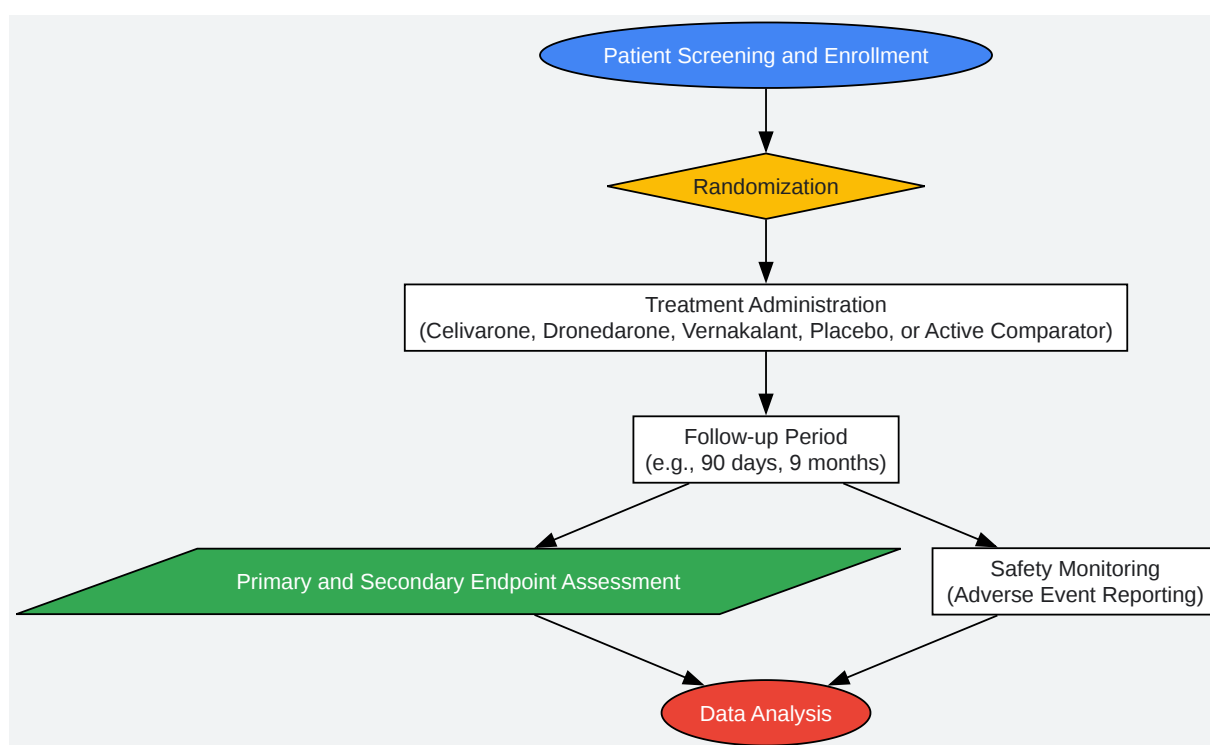 Patient Screening and Enrollment
Randomization
Treatment Administration
(Celivarone, Dronedarone, Vernakalant, Placebo, or Active Comparator)
Follow-up Period
(e.g., 90 days, 9 months)
Primary and Secondary Endpoint Assessment
Safety Monitoring
(Adverse Event Reporting)
Data Analysis